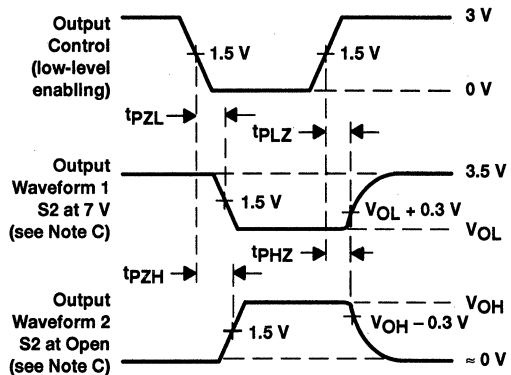 Output
Control
(low-level
enabling)
3 V
1.5 V
1.5 V
0 V
tPZL
tPLZ
Output
Waveform 1
S2 at 7 V
(see Note C)
3.5 V
1.5 V
VOL + 0.3 V
VOL
tPHZ
tPZH
Output
Waveform 2
S2 at Open
(see Note C)
VOH
1.5 V
VOH − 0.3 V
≈ 0 V